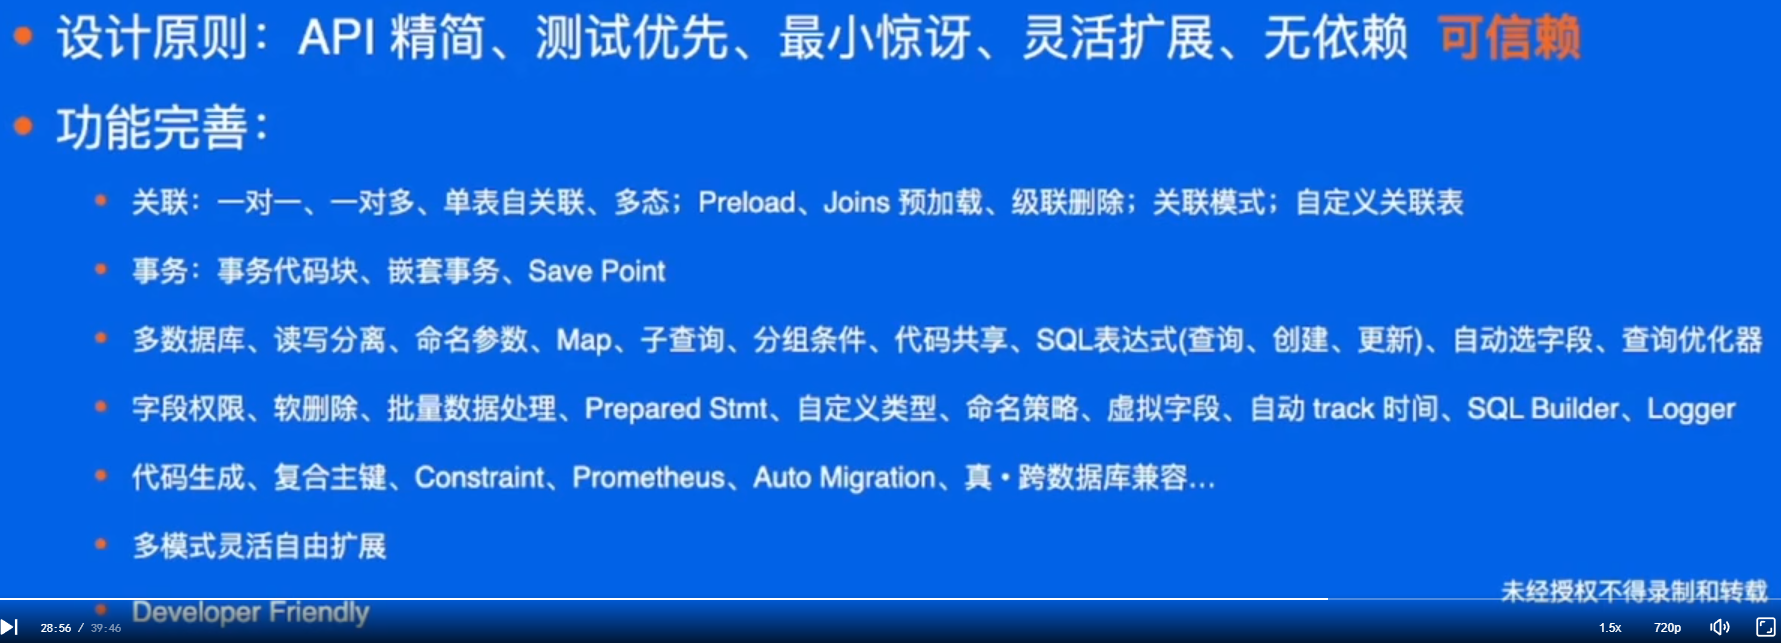 • 设计原则：API 精简、测试优先、最小惊讶、灵活扩展、无依赖 可信赖
• 功能完善：
• 关联：一对一、一对多、单表自关联、多态；Preload、Joins 预加载、级联删除；关联模式；自定义关联表
• 事务：事务代码块、嵌套事务、Save Point
• 多数据库、读写分离、命名参数、Map、子查询、分组条件、代码共享、SQL表达式(查询、创建、更新)、自动选字段、查询优化器
• 字段权限、软删除、批量数据处理、Prepared Stmt、自定义类型、命名策略、虚拟字段、自动 track 时间、SQL Builder、Logger
• 代码生成、复合主键、Constraint、Prometheus、Auto Migration、真·跨数据库兼容…
• 多模式灵活自由扩展
未经授权不得录制和转载
• Developer Friendly
28:56 / 39:46 1.5x 720p